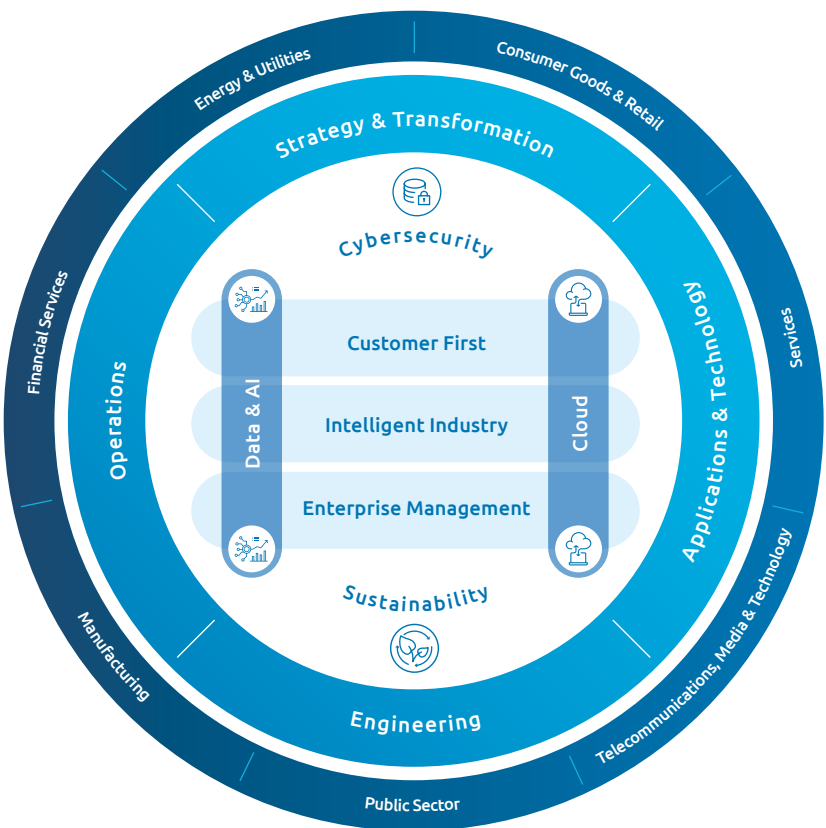 Energy & Utilities
Consumer Goods & Retail
Services
Telecommunications, Media & Technology
Public Sector
Manufacturing
Financial Services
Strategy & Transformation
Applications & Technology
Engineering
Operations
Cybersecurity
Customer First
Intelligent Industry
Enterprise Management
Data & AI
Cloud
Sustainability